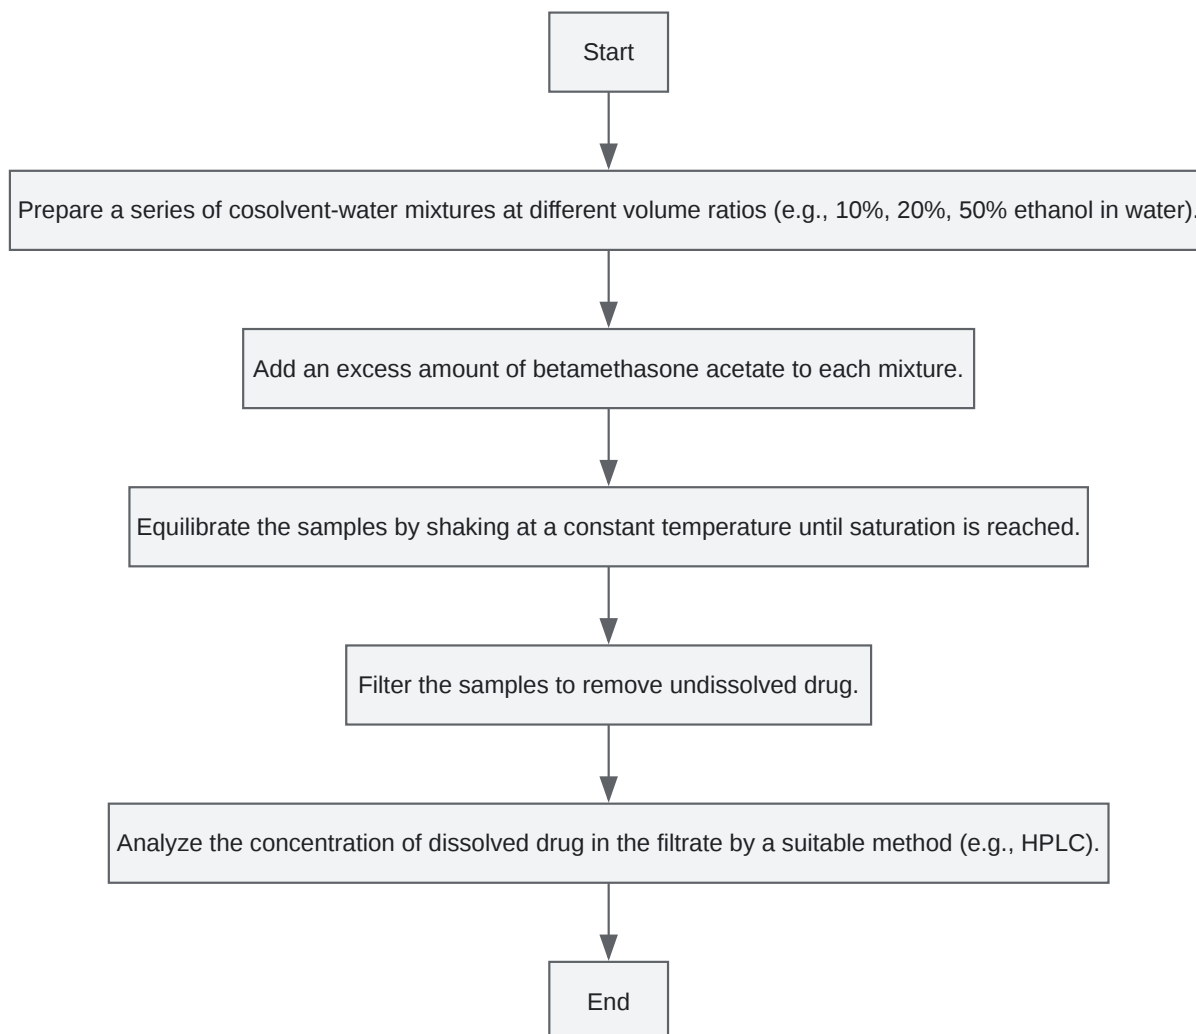 Start
Prepare a series of cosolvent-water mixtures at different volume ratios (e.g., 10%, 20%, 50% ethanol in water).
Add an excess amount of betamethasone acetate to each mixture.
Equilibrate the samples by shaking at a constant temperature until saturation is reached.
Filter the samples to remove undissolved drug.
Analyze the concentration of dissolved drug in the filtrate by a suitable method (e.g., HPLC).
End